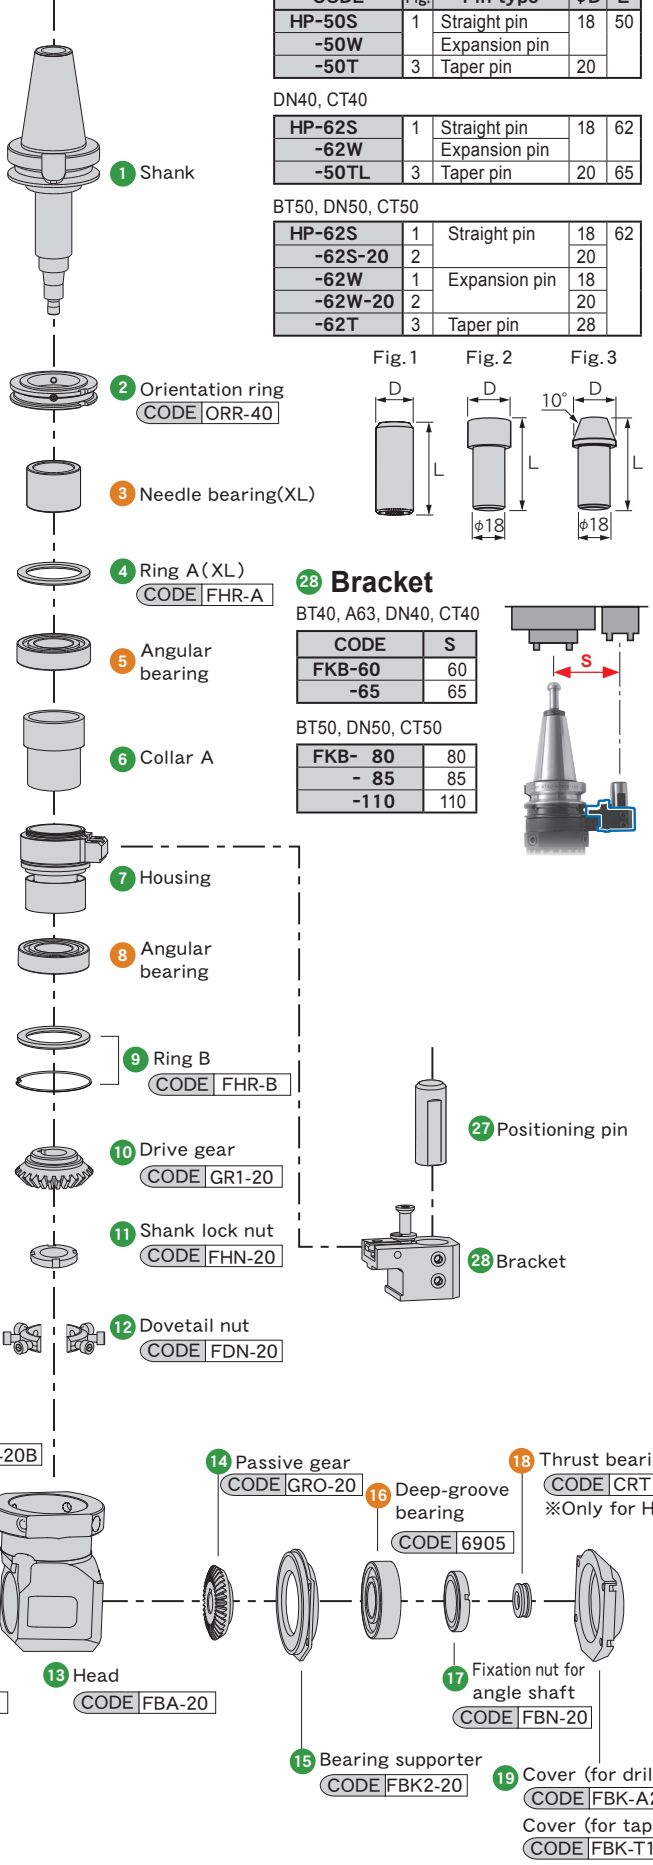 CODE Fig. Pin type φD L
HP-50S 1 Straight pin 18 50
-50W Expansion pin
-50T 3 Taper pin 20
DN40, CT40
HP-62S 1 Straight pin 18 62
-62W Expansion pin
-50TL 3 Taper pin 20 65
BT50, DN50, CT50
HP-62S 1 Straight pin 18 62
-62S-20 2 20
-62W 1 Expansion pin 18
-62W-20 2 20
-62T 3 Taper pin 28
Fig.1 Fig.2 Fig.3
D D 10° D
L L L
φ18 φ18
1 Shank
2 Orientation ring
CODE ORR-40
3 Needle bearing(XL)
4 Ring A(XL)
CODE FHR-A
5 Angular
bearing
6 Collar A
7 Housing
8 Angular
bearing
9 Ring B
CODE FHR-B
10 Drive gear
CODE GR1-20
11 Shank lock nut
CODE FHN-20
12 Dovetail nut
CODE FDN-20
28 Bracket
BT40, A63, DN40, CT40
CODE S
FKB-60 60
-65 65
BT50, DN50, CT50
FKB- 80 80
- 85 85
-110 110
S
27 Positioning pin
28 Bracket
-20B
13 Head
CODE FBA-20
14 Passive gear
CODE GRO-20
15 Bearing supporter
CODE FBK2-20
16 Deep-groove
bearing
CODE 6905
17 Fixation nut for
angle shaft
CODE FBN-20
18 Thrust beari
CODE CRT
※Only for H
19 Cover (for dril
CODE FBK-A2
Cover (for tap
CODE FBK-T1